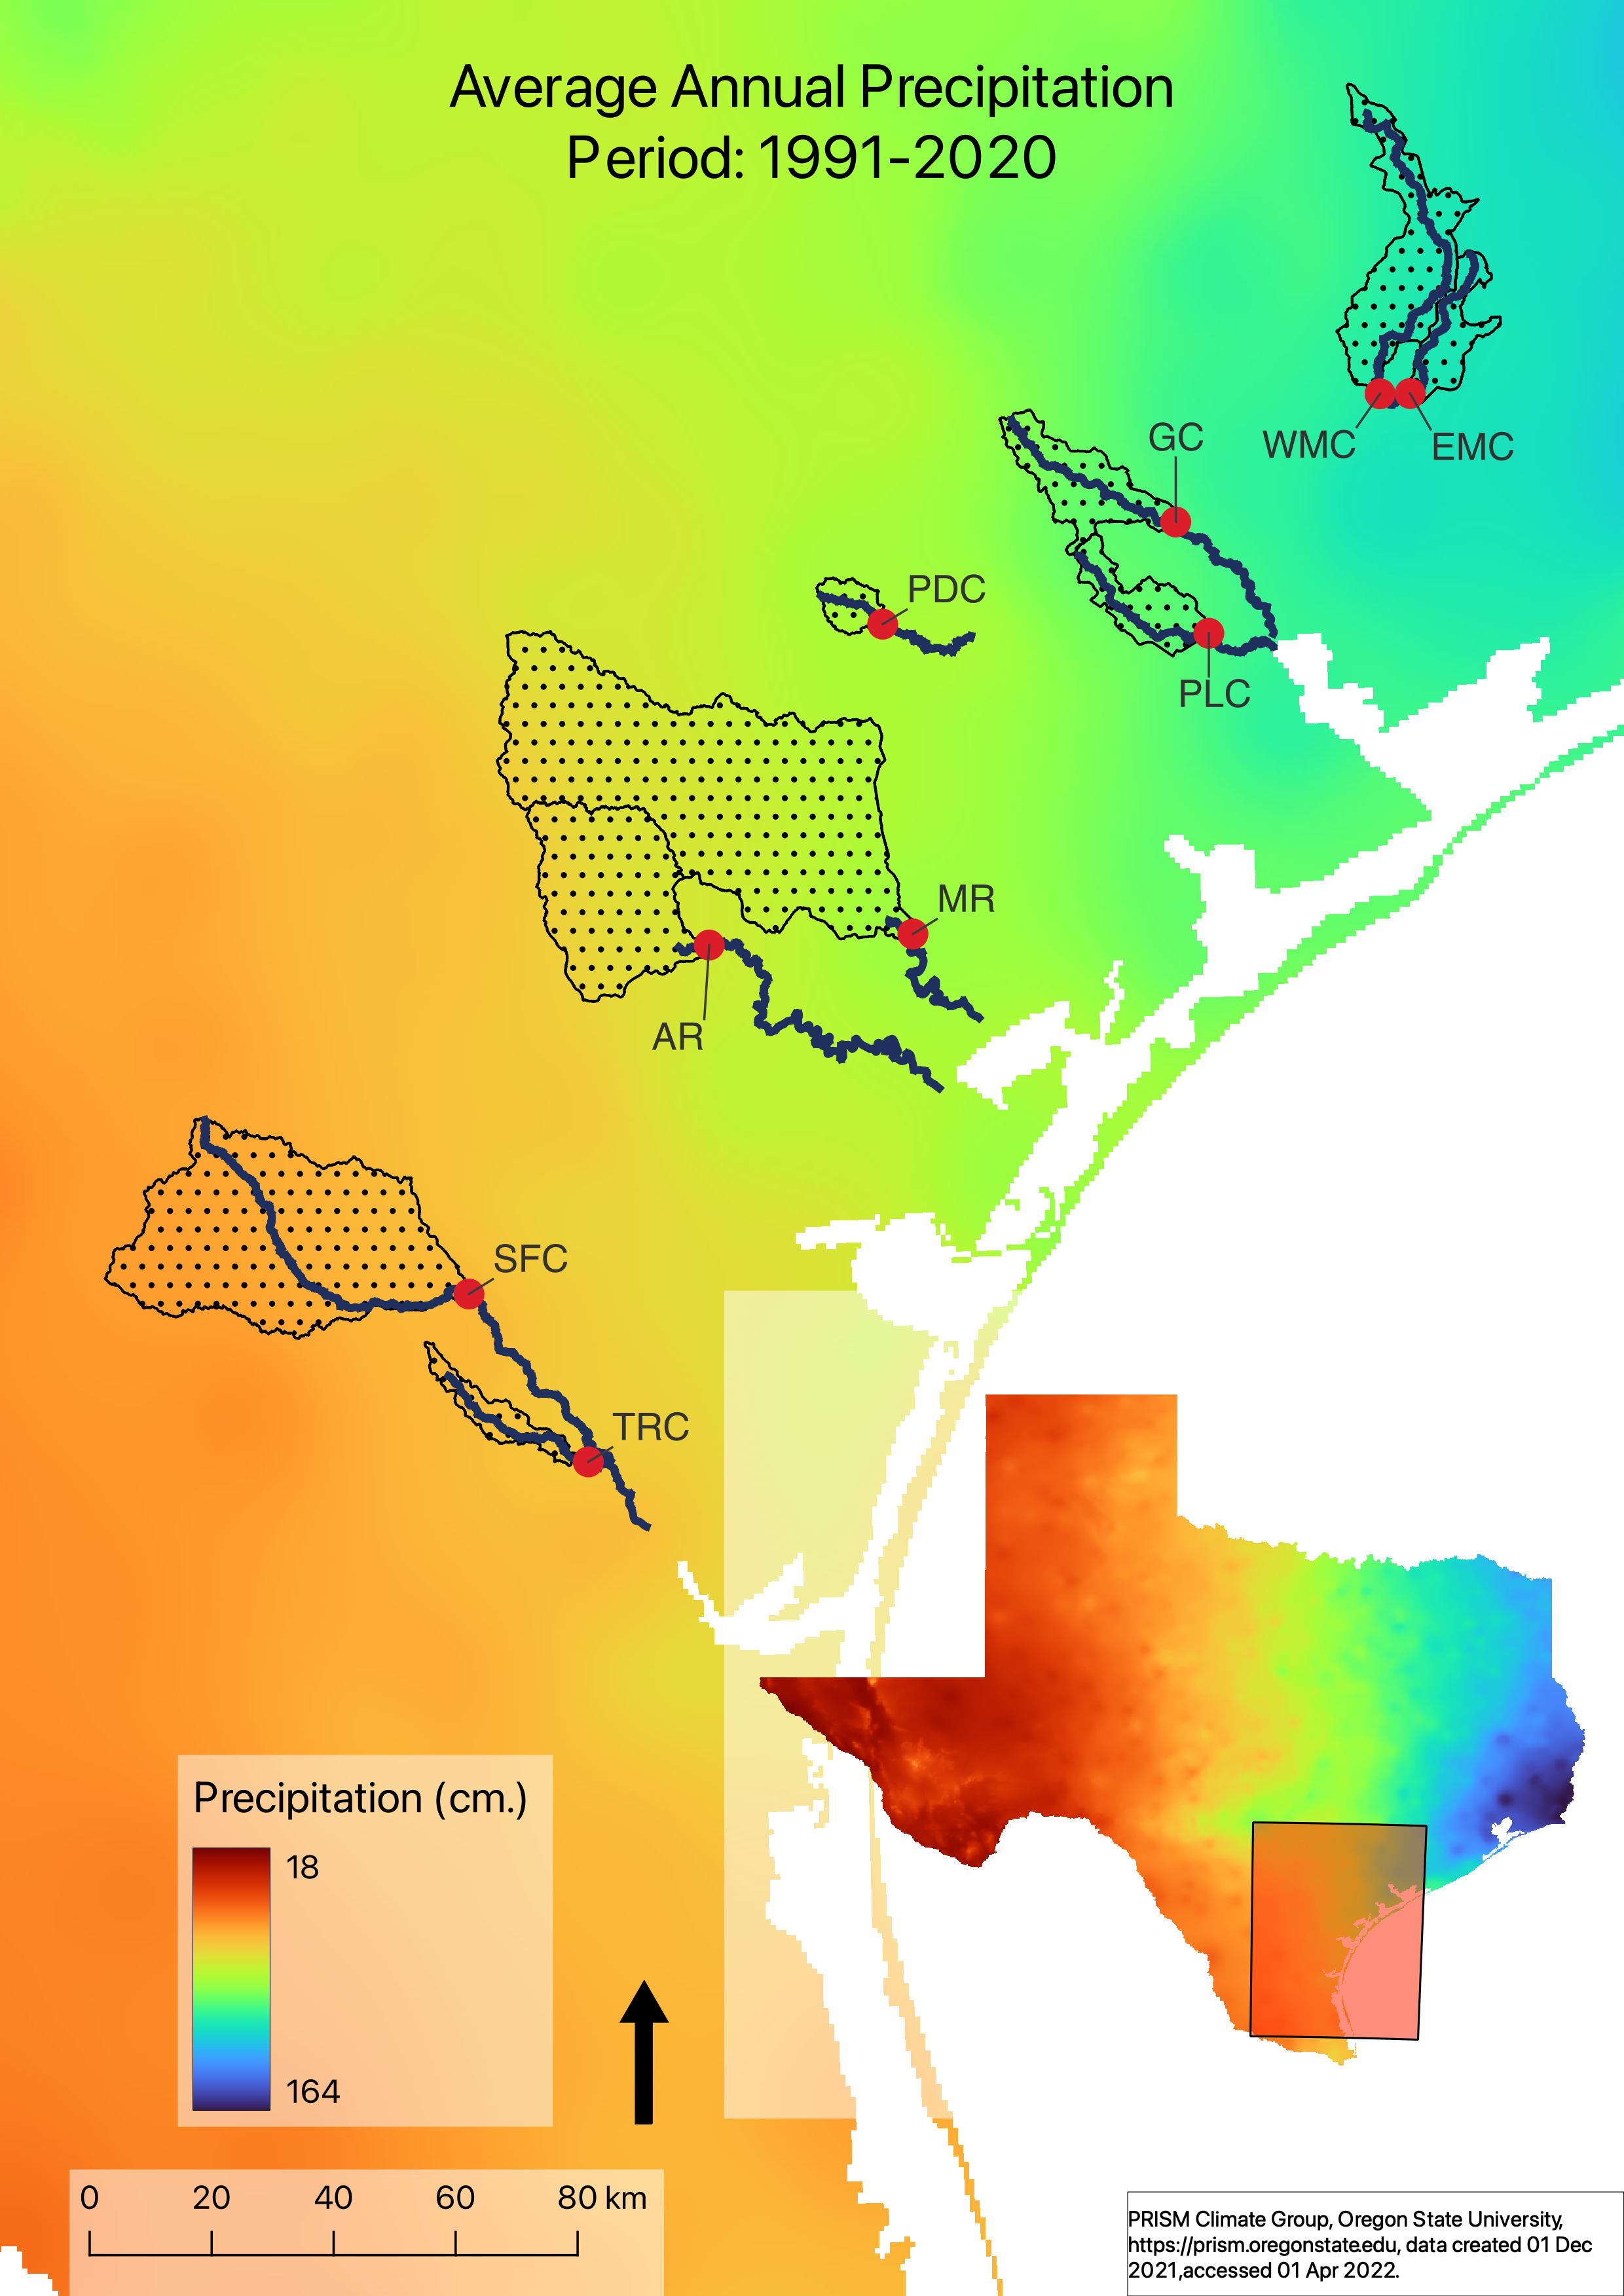 Average Annual Precipitation
Period: 1991-2020
WMC
EMC
GC
PDC
PLC
MR
AR
SFC
TRC
Precipitation (cm.)
18
164
0 20 40 60 80 km
PRISM Climate Group, Oregon State University,
https://prism.oregonstate.edu, data created 01 Dec
2021,accessed 01 Apr 2022.